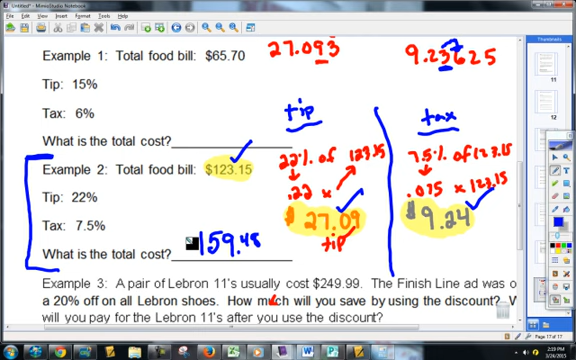 Untitled* - MimioStudio Notebook
File Edit View Insert Format Tools Help
27.093
9.23625
Example 1: Total food bill: $65.70
Tip: 15%
Tax: 6%
What is the total cost?
tip
tax
22% of 123.15
.22 x
$ 27.09
tip
7.5% of 123.15
.075 x 123.15
$ 9.24
Example 2: Total food bill: $123.15
Tip: 22%
Tax: 7.5%
What is the total cost? 159.48
Example 3: A pair of Lebron 11's usually cost $249.99. The Finish Line ad was o
a 20% off on all Lebron shoes. How much will you save by using the discount?
will you pay for the Lebron 11's after you use the discount?
Thumbnails
11
16
17
Page 17 of 17
2:19 PM
3/24/2015